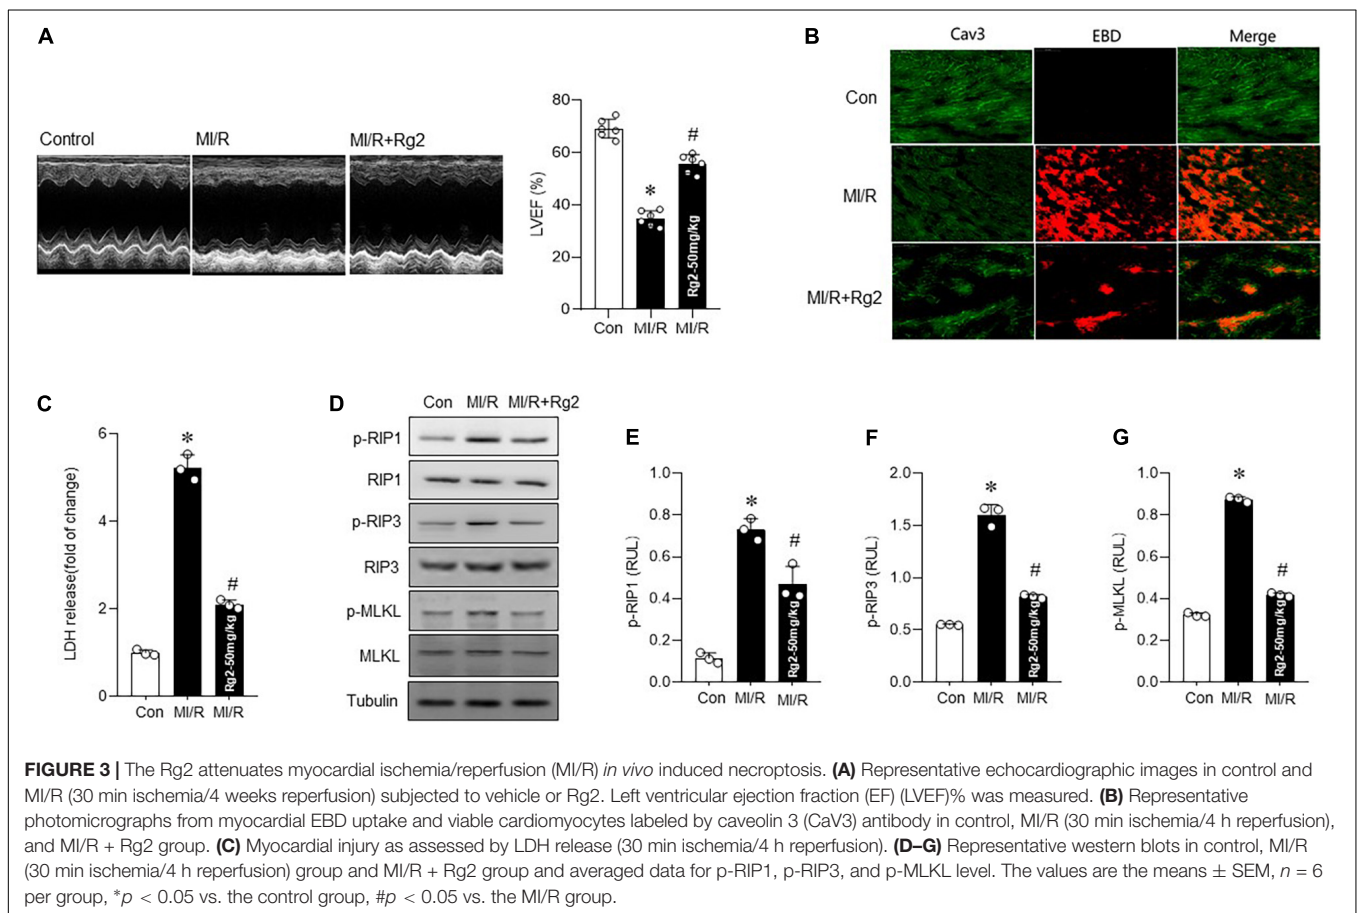 A
Control
MI/R
MI/R+Rg2
LVEF (%)
80
60
40
20
0
*
#
Rg2-50mg/kg
Con
MI/R
MI/R
B
Cav3
EBD
Merge
Con
MI/R
MI/R+Rg2
C
LDH release(fold of change)
6
4
2
0
*
#
Rg2-50mg/kg
Con
MI/R
MI/R
D
Con MI/R MI/R+Rg2
p-RIP1
RIP1
p-RIP3
RIP3
p-MLKL
MLKL
Tubulin
E
p-RIP1 (RUL)
1.0
0.8
0.6
0.4
0.2
0.0
*
#
Rg2-50mg/kg
Con
MI/R
MI/R
F
p-RIP3 (RUL)
2.0
1.5
1.0
0.5
0.0
*
#
Rg2-50mg/kg
Con
MI/R
MI/R
G
p-MLKL (RUL)
1.0
0.8
0.6
0.4
0.2
0.0
*
#
Rg2-50mg/kg
Con
MI/R
MI/R
FIGURE 3 | The Rg2 attenuates myocardial ischemia/reperfusion (MI/R) in vivo induced necroptosis. (A) Representative echocardiographic images in control and
MI/R (30 min ischemia/4 weeks reperfusion) subjected to vehicle or Rg2. Left ventricular ejection fraction (EF) (LVEF)% was measured. (B) Representative
photomicrographs from myocardial EBD uptake and viable cardiomyocytes labeled by caveolin 3 (CaV3) antibody in control, MI/R (30 min ischemia/4 h reperfusion),
and MI/R + Rg2 group. (C) Myocardial injury as assessed by LDH release (30 min ischemia/4 h reperfusion). (D–G) Representative western blots in control, MI/R
(30 min ischemia/4 h reperfusion) group and MI/R + Rg2 group and averaged data for p-RIP1, p-RIP3, and p-MLKL level. The values are the means ± SEM, n = 6
per group, *p < 0.05 vs. the control group, #p < 0.05 vs. the MI/R group.